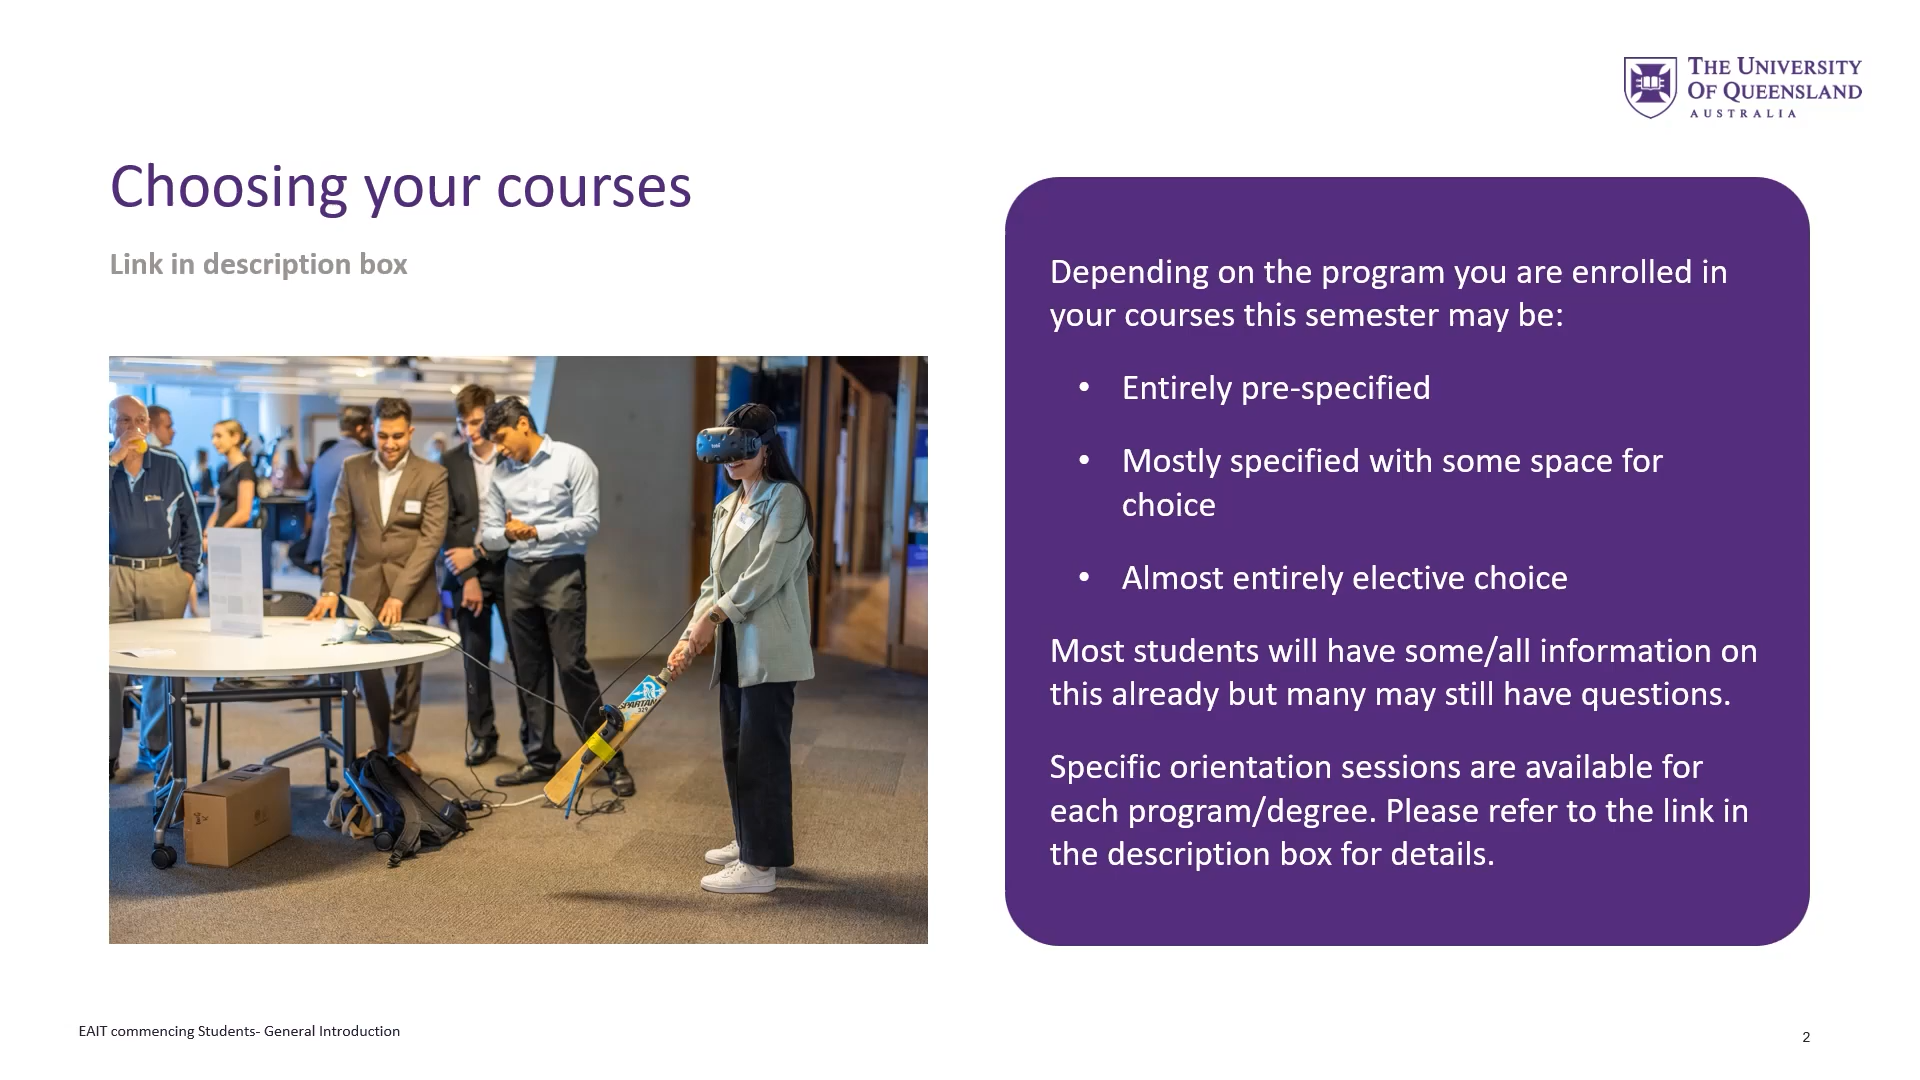 THE UNIVERSITY
OF QUEENSLAND
AUSTRALIA
Choosing your courses
Link in description box
SPARTAN
Depending on the program you are enrolled in
your courses this semester may be:
• Entirely pre-specified
• Mostly specified with some space for
choice
• Almost entirely elective choice
Most students will have some/all information on
this already but many may still have questions.
Specific orientation sessions are available for
each program/degree. Please refer to the link in
the description box for details.
EAIT commencing Students- General Introduction
2